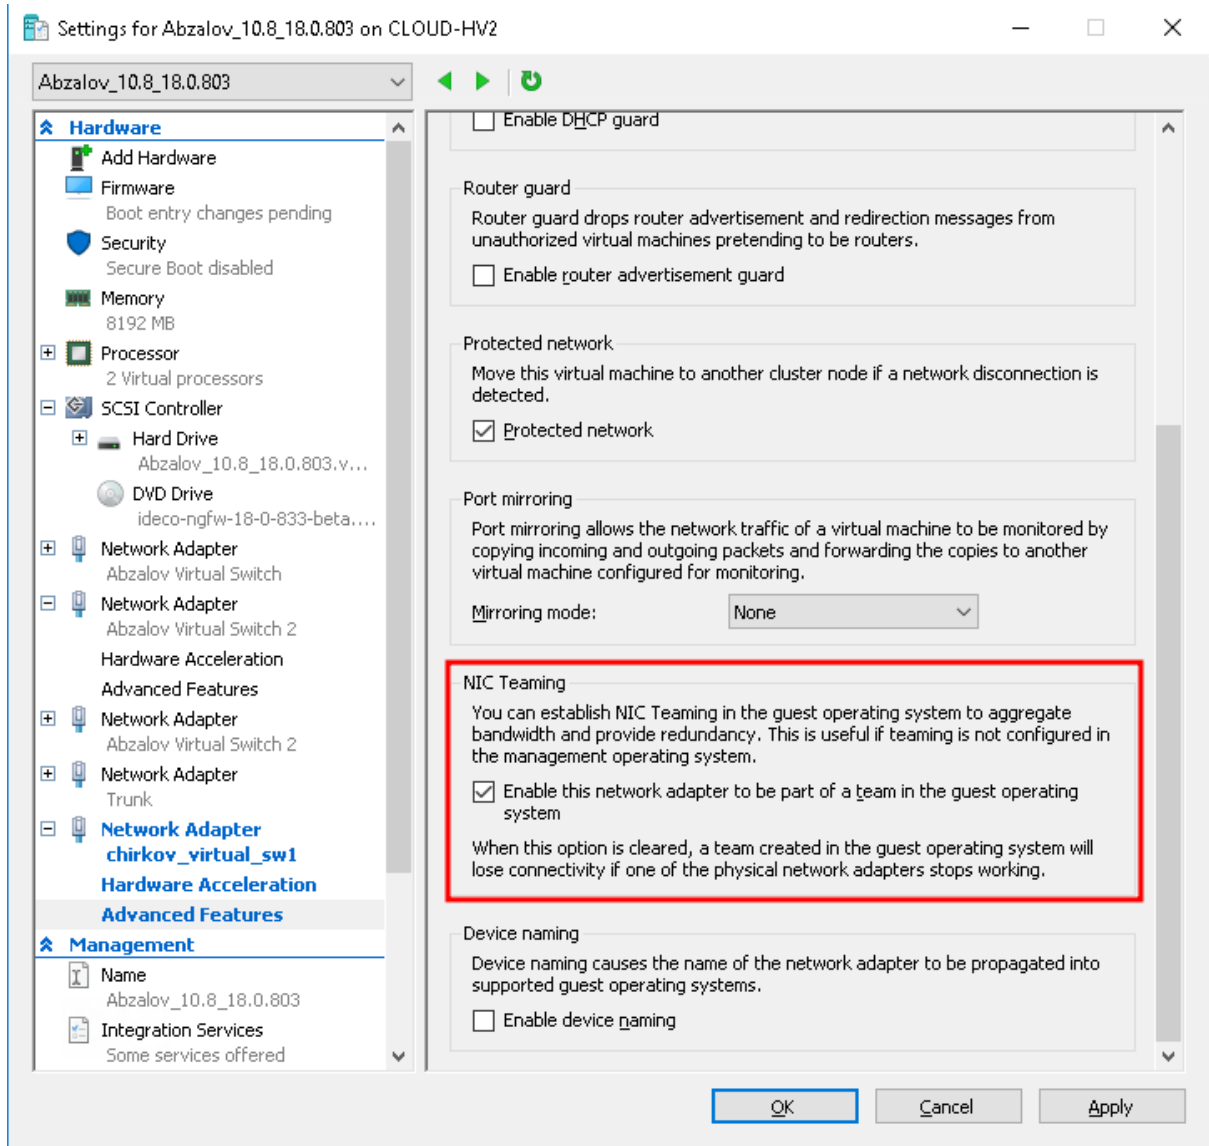 Settings for Abzalov_10.8_18.0.803 on CLOUD-HV2
Abzalov_10.8_18.0.803
Hardware
Add Hardware
Firmware
Boot entry changes pending
Security
Secure Boot disabled
Memory
8192 MB
Processor
2 Virtual processors
SCSI Controller
Hard Drive
Abzalov_10.8_18.0.803.v...
DVD Drive
ideco-ngfw-18-0-833-beta....
Network Adapter
Abzalov Virtual Switch
Network Adapter
Abzalov Virtual Switch 2
Hardware Acceleration
Advanced Features
Network Adapter
Abzalov Virtual Switch 2
Network Adapter
Trunk
Network Adapter
chirkov_virtual_sw1
Hardware Acceleration
Advanced Features
Management
Name
Abzalov_10.8_18.0.803
Integration Services
Some services offered
Enable DHCP guard
Router guard
Router guard drops router advertisement and redirection messages from
unauthorized virtual machines pretending to be routers.
Enable router advertisement guard
Protected network
Move this virtual machine to another cluster node if a network disconnection is
detected.
Protected network
Port mirroring
Port mirroring allows the network traffic of a virtual machine to be monitored by
copying incoming and outgoing packets and forwarding the copies to another
virtual machine configured for monitoring.
Mirroring mode:
None
NIC Teaming
You can establish NIC Teaming in the guest operating system to aggregate
bandwidth and provide redundancy. This is useful if teaming is not configured in
the management operating system.
Enable this network adapter to be part of a team in the guest operating
system
When this option is cleared, a team created in the guest operating system will
lose connectivity if one of the physical network adapters stops working.
Device naming
Device naming causes the name of the network adapter to be propagated into
supported guest operating systems.
Enable device naming
OK
Cancel
Apply